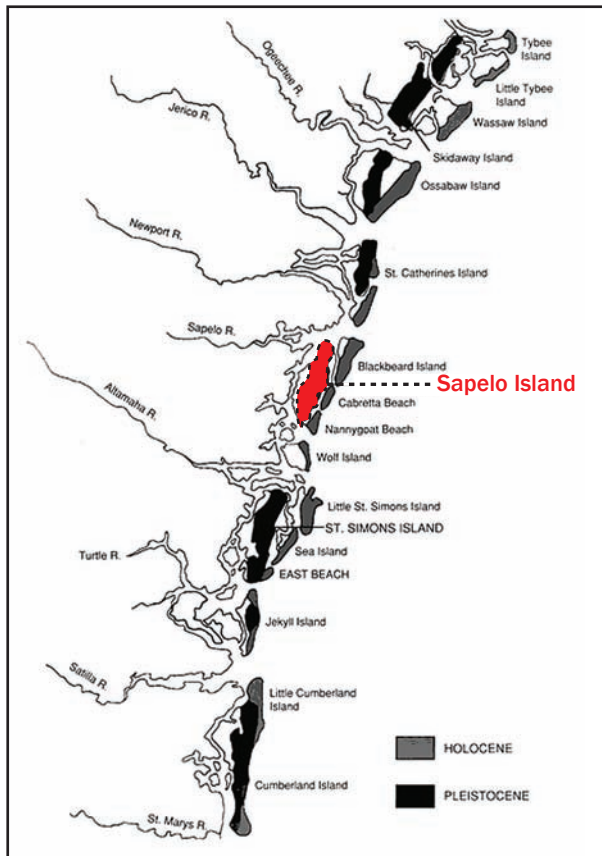 Tybee
Island
Ogeechee R.
Little Tybee
Island
Jerico R.
Wassaw Island
Skidaway Island
Ossabaw Island
Newport R.
St. Catherines Island
Sapelo R.
Blackbeard Island
Sapelo Island
Altamaha R.
Cabretta Beach
Nannygoat Beach
Wolf Island
Little St. Simons Island
ST. SIMONS ISLAND
Turtle R.
Sea Island
EAST BEACH
Jekyll Island
Satilla R.
Little Cumberland
Island
HOLOCENE
Cumberland Island
PLEISTOCENE
St. Marys R.